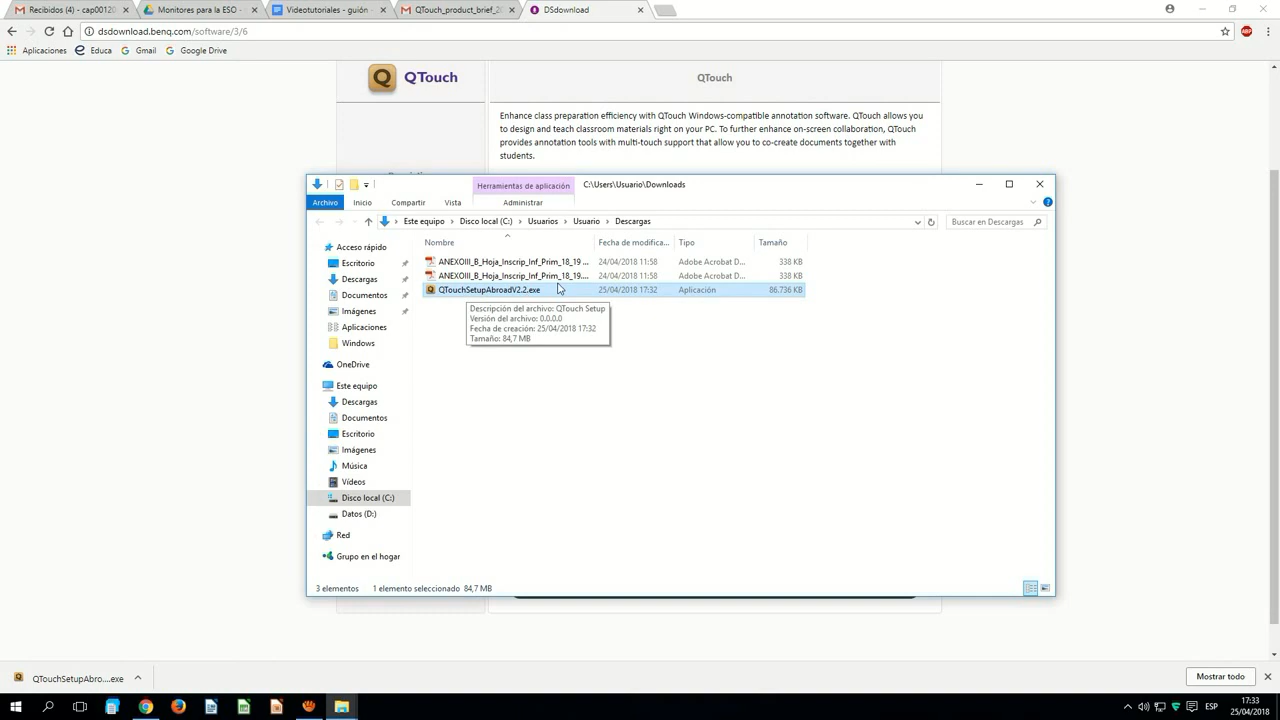 Recibidos (4) - cap00120
Monitores para la ESO -
Videotutoriales - guión
QTouch_product_brief_20
DSdownload
dsdownload.benq.com/software/3/6
ABP
Aplicaciones
Educa
Gmail
Google Drive
QTouch
QTouch
Enhance class preparation efficiency with QTouch Windows-compatible annotation software. QTouch allows you
to design and teach classroom materials right on your PC. To further enhance on-screen collaboration, QTouch
provides annotation tools with multi-touch support that allow you to co-create documents together with
students.
Herramientas de aplicación
C:\Users\Usuario\Downloads
Archivo
Inicio
Compartir
Vista
Administrar
Este equipo
Disco local (C:)
Usuarios
Usuario
Descargas
Buscar en Descargas
Nombre
Fecha de modifica...
Tipo
Tamaño
ANEXOIII_B_Hoja_Inscrip_Inf_Prim_18_19 ...
24/04/2018 11:58
Adobe Acrobat D...
338 KB
ANEXOIII_B_Hoja_Inscrip_Inf_Prim_18_19....
24/04/2018 11:58
Adobe Acrobat D...
338 KB
QTouchSetupAbroadV2.2.exe
25/04/2018 17:32
Aplicación
86.736 KB
Descripción del archivo: QTouch Setup
Versión del archivo: 0.0.0.0
Fecha de creación: 25/04/2018 17:32
Tamaño: 84,7 MB
Acceso rápido
Escritorio
Descargas
Documentos
Imágenes
Aplicaciones
Windows
OneDrive
Este equipo
Descargas
Documentos
Escritorio
Imágenes
Música
Vídeos
Disco local (C:)
Datos (D:)
Red
Grupo en el hogar
3 elementos
1 elemento seleccionado 84,7 MB
QTouchSetupAbro....exe
Mostrar todo
ESP
17:33
25/04/2018